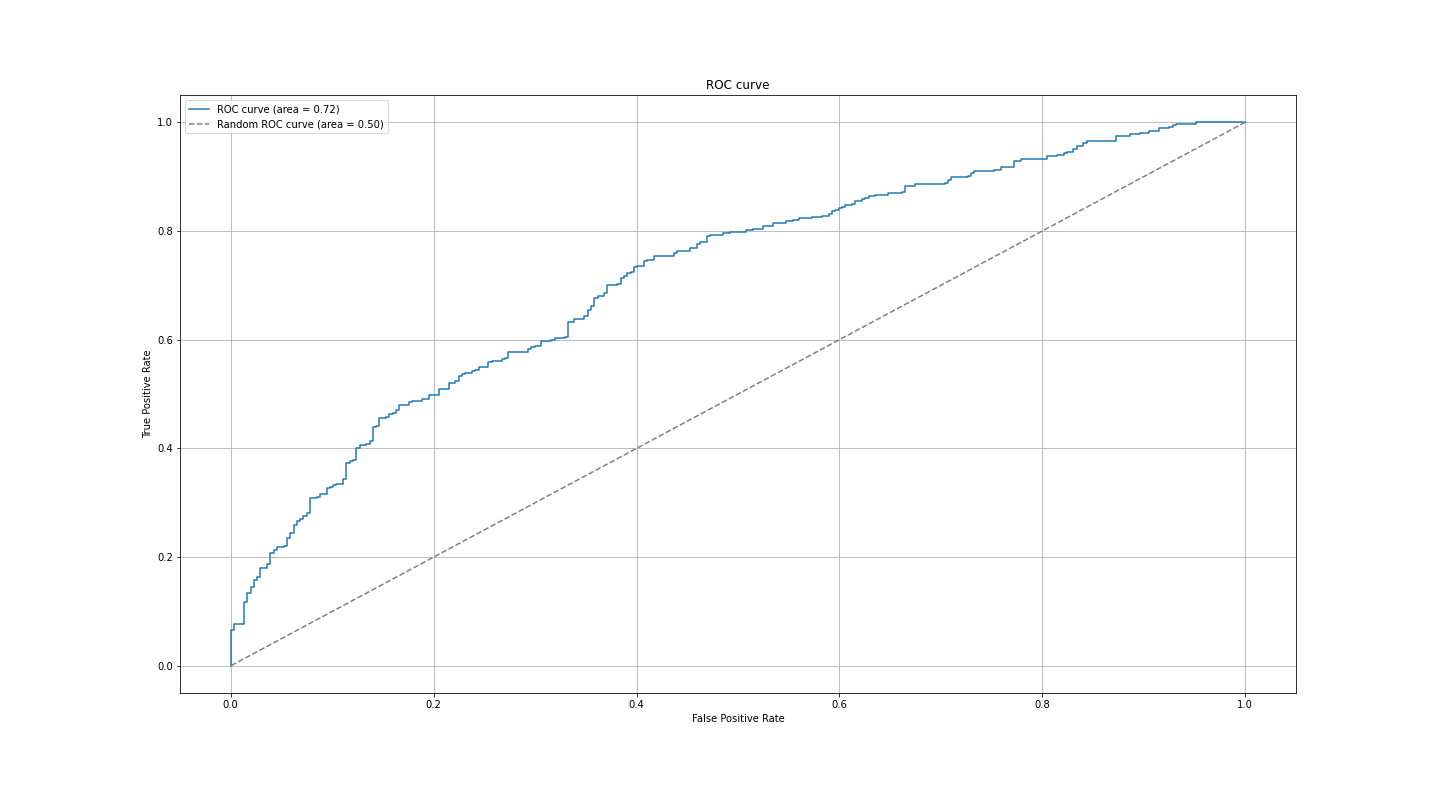 ROC curve
ROC curve (area = 0.72)
Random ROC curve (area = 0.50)
True Positive Rate
1.0
0.8
0.6
0.4
0.2
0.0
0.0 0.2 0.4 0.6 0.8 1.0
False Positive Rate